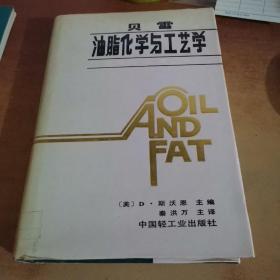 贝雷
油脂化学与工艺学
OIL
AND
FAT
〔美〕D·斯沃恩 主编
秦洪万 主译
中国轻工业出版社